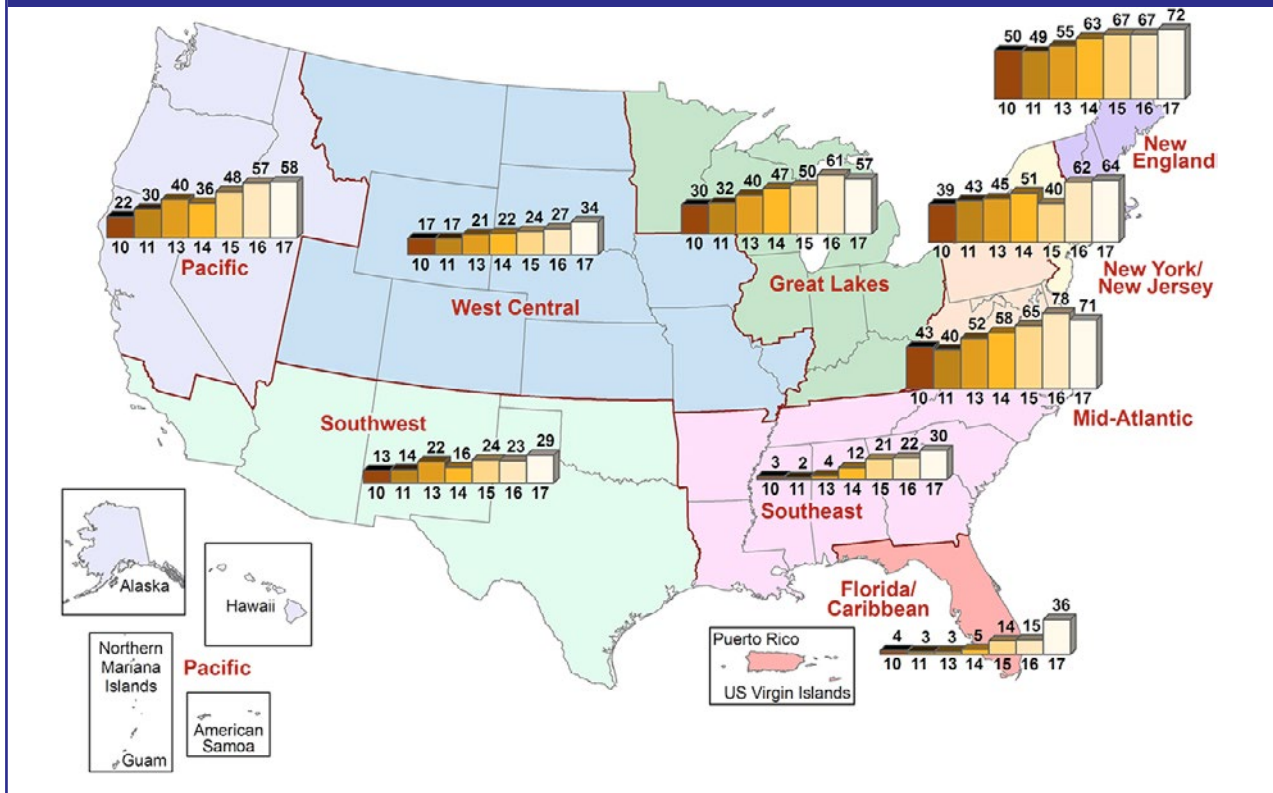 50 49 55 63 67 67 72
10 11 13 14 15 16 17
New
England
22 30 40 36 48 57 58
10 11 13 14 15 16 17
Pacific
17 17 21 22 24 27 34
10 11 13 14 15 16 17
West Central
30 32 40 47 50 61 57
10 11 13 14 15 16 17
Great Lakes
39 43 45 51 40 62 64
10 11 13 14 15 16 17
New York/
New Jersey
43 40 52 58 65 78 71
10 11 13 14 15 16 17
Mid-Atlantic
Southwest
13 14 22 16 24 23 29
10 11 13 14 15 16 17
3 2 4 12 21 22 30
10 11 13 14 15 16 17
Southeast
Florida/
Caribbean
4 3 3 5 14 15 36
10 11 13 14 15 16 17
Alaska
Hawaii
Northern
Mariana
Islands
Guam
Pacific
American
Samoa
Puerto Rico
US Virgin Islands